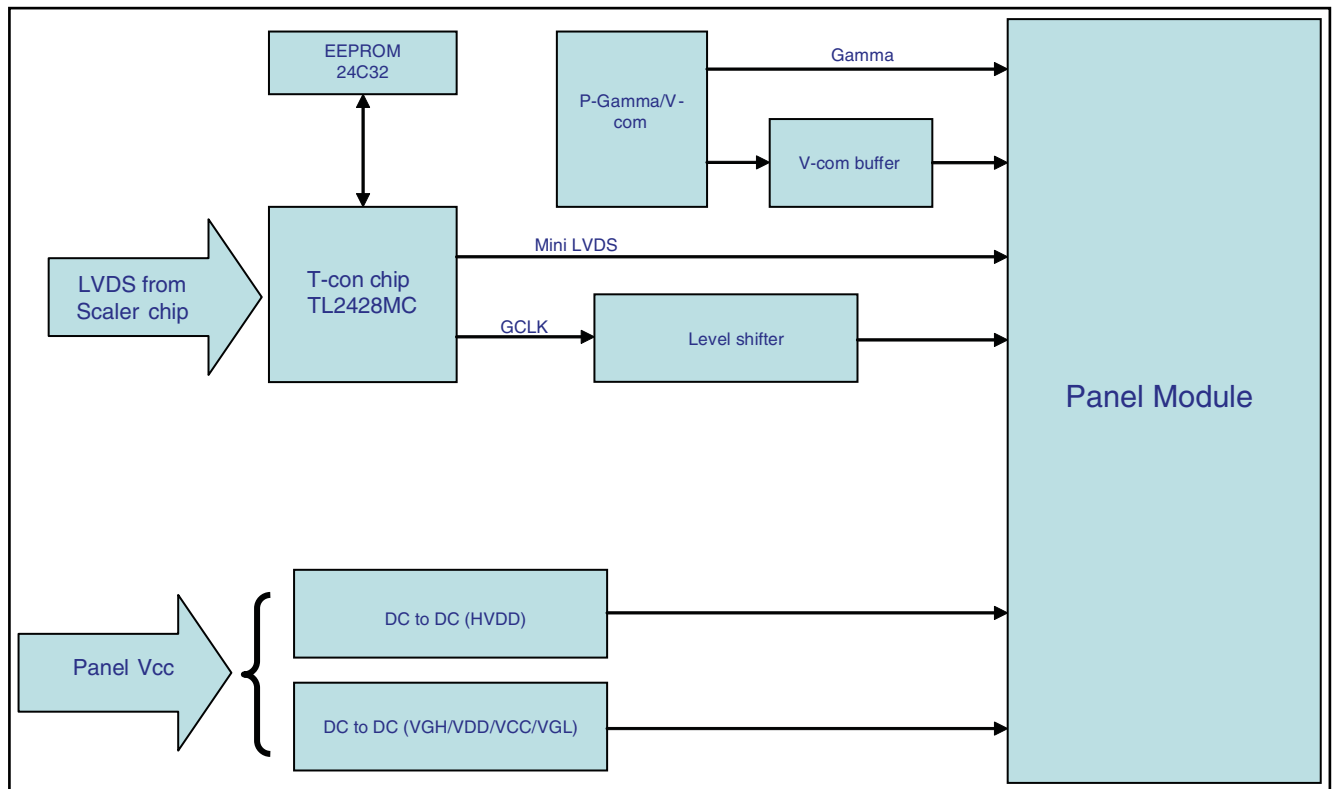 EEPROM
24C32
P-Gamma/V-
com
Gamma
V-com buffer
LVDS from
Scaler chip
T-con chip
TL2428MC
Mini LVDS
GCLK
Level shifter
Panel Module
Panel Vcc
DC to DC (HVDD)
DC to DC (VGH/VDD/VCC/VGL)